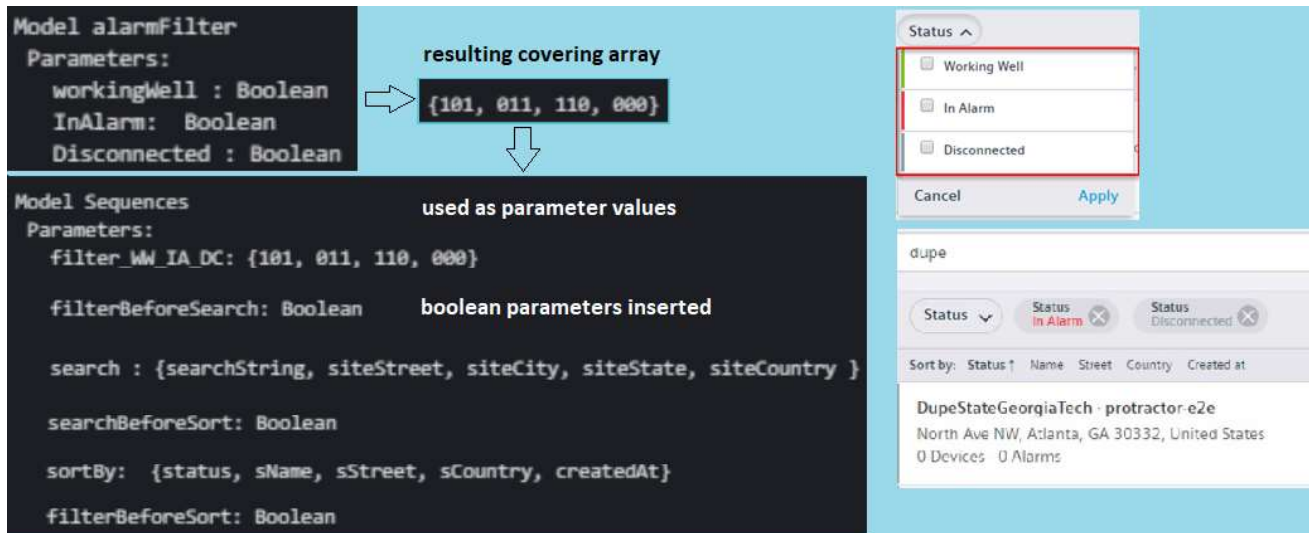 Model alarmFilter
Parameters:
workingWell : Boolean
InAlarm: Boolean
Disconnected : Boolean
resulting covering array
{101, 011, 110, 000}
Model Sequences
used as parameter values
Parameters:
filter_WW_IA_DC: {101, 011, 110, 000}
filterBeforeSearch: Boolean
boolean parameters inserted
search : {searchString, siteStreet, siteCity, siteState, siteCountry }
searchBeforeSort: Boolean
sortBy: {status, sName, sStreet, sCountry, createdAt}
filterBeforeSort: Boolean
Status
Working Well
In Alarm
Disconnected
Cancel Apply
dupe
Status
Status
In Alarm
Status
Disconnected
Sort by: Status↑ Name Street Country Created at
DupeStateGeorgiaTech - protractor-e2e
North Ave NW, Atlanta, GA 30332, United States
0 Devices 0 Alarms